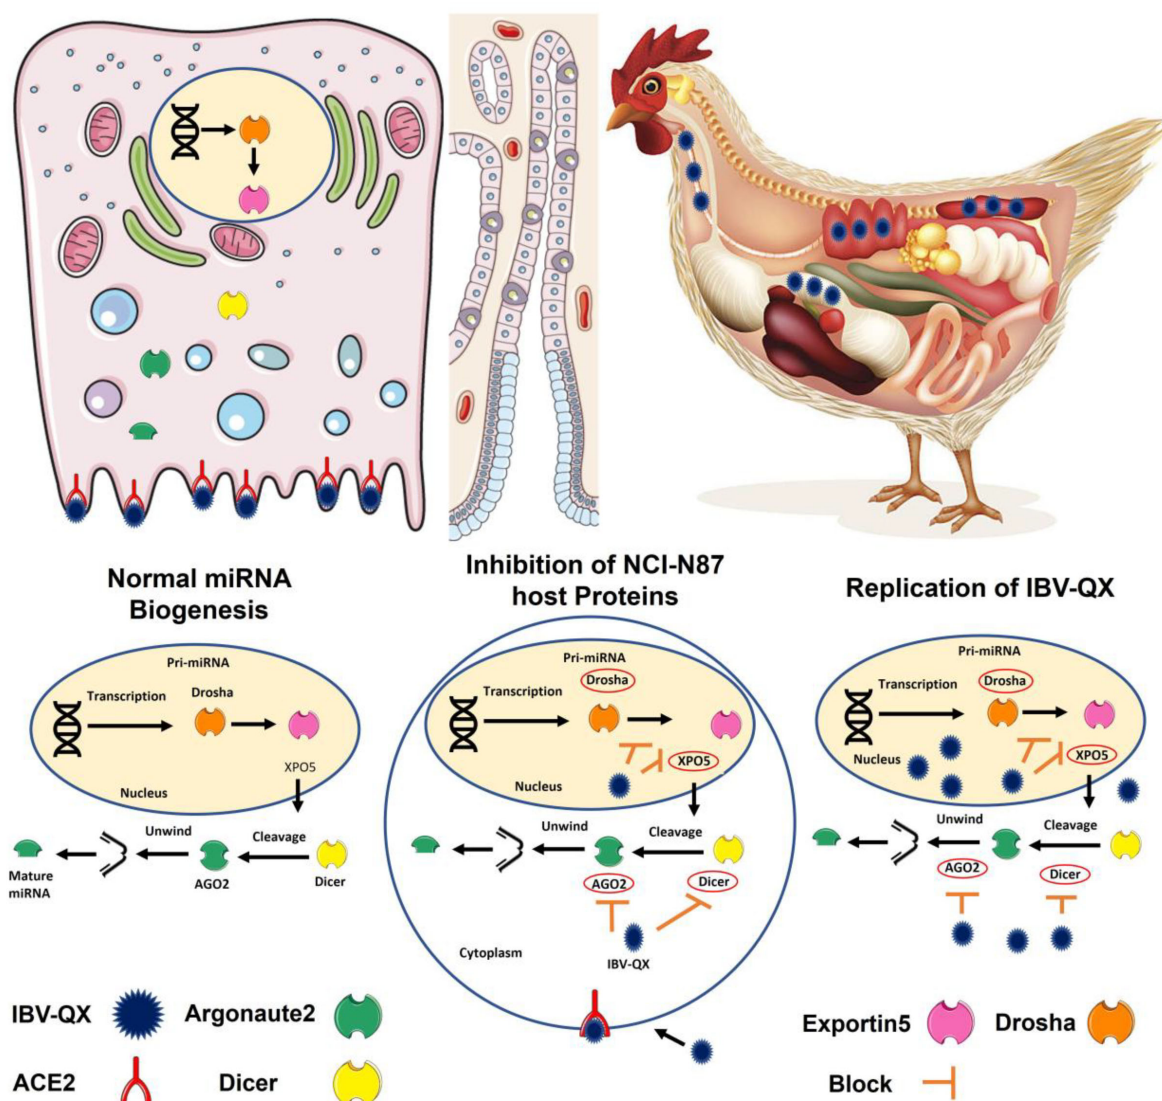 Normal miRNA
Biogenesis
Pri-miRNA
Transcription
Drosha
XPO5
Nucleus
Unwind
Cleavage
Mature
miRNA
AGO2
Dicer
Inhibition of NCI-N87
host Proteins
Pri-miRNA
Drosha
Transcription
XPO5
Nucleus
Unwind
Cleavage
AGO2
Dicer
Cytoplasm
IBV-QX
Replication of IBV-QX
Pri-miRNA
Drosha
Transcription
XPO5
Nucleus
Unwind
Cleavage
AGO2
Dicer
IBV-QX
Argonaute2
Exportin5
Drosha
ACE2
Dicer
Block